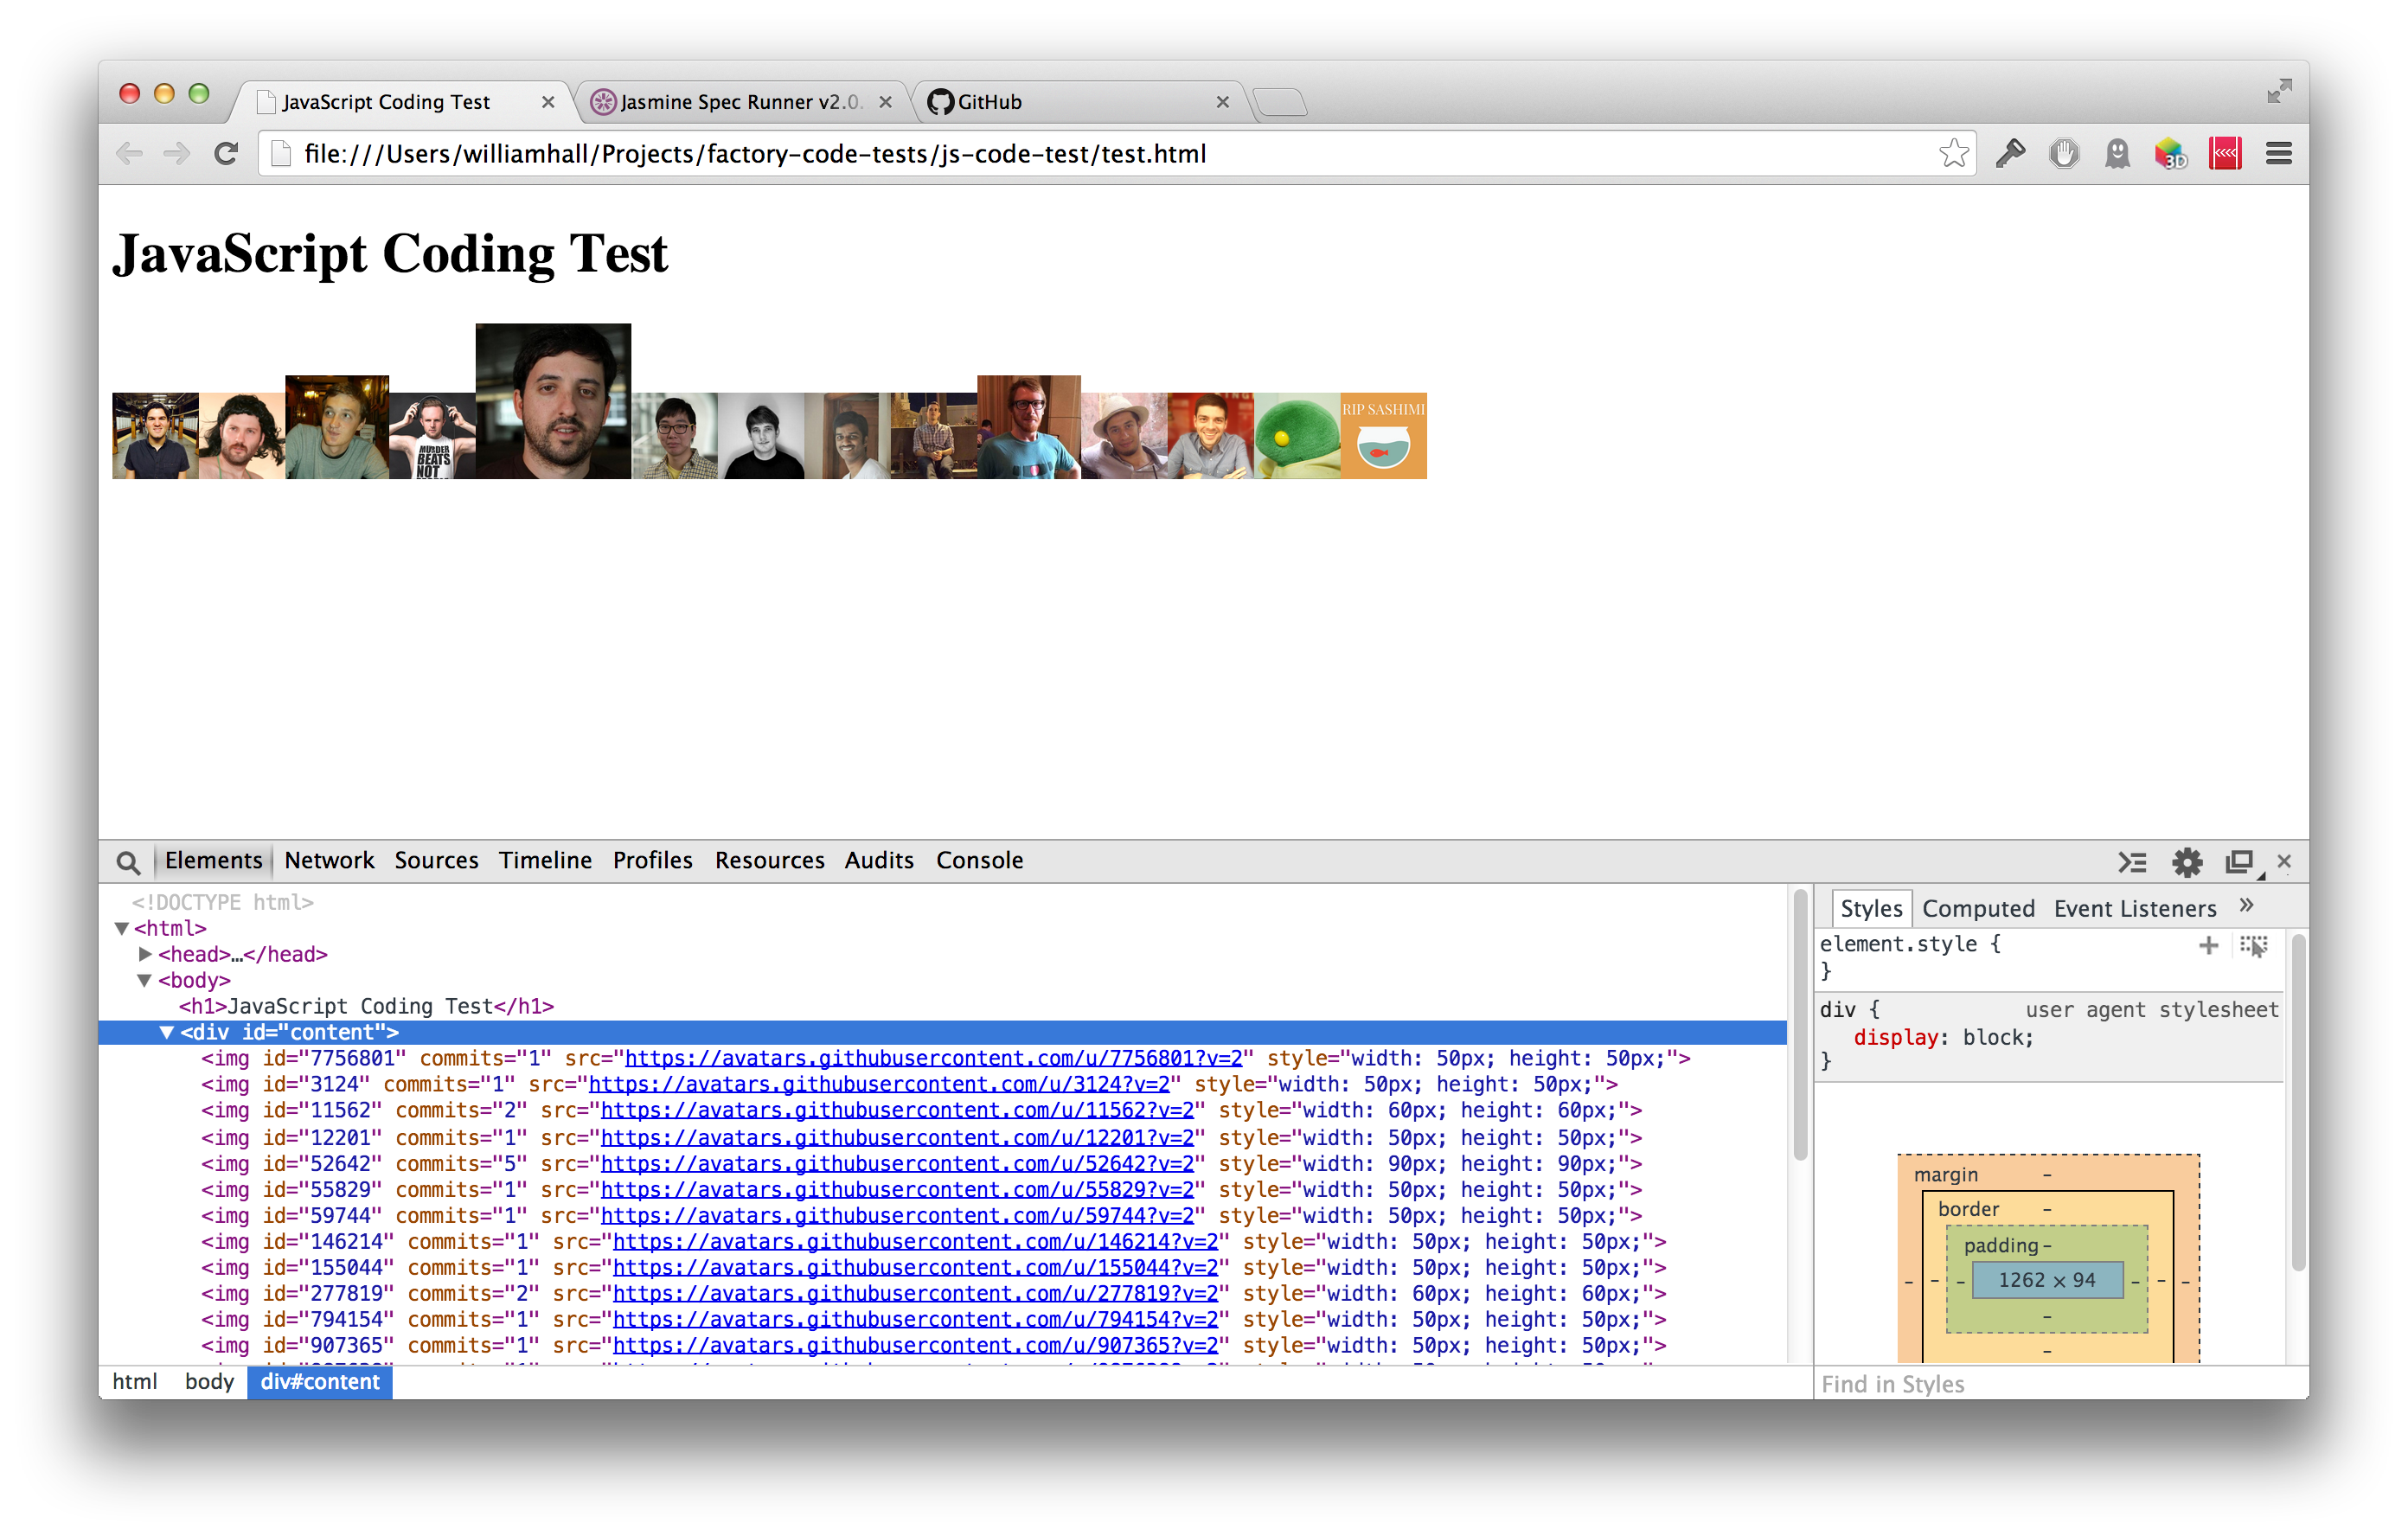 JavaScript Coding Test
Jasmine Spec Runner v2.0.
GitHub
file:///Users/williamhall/Projects/factory-code-tests/js-code-test/test.html
3D
JavaScript Coding Test
MURDER
BEATS
NOT
RIP SASHIMI
Elements Network Sources Timeline Profiles Resources Audits Console
<!DOCTYPE html>
<html>
<head>…</head>
<body>
<h1>JavaScript Coding Test</h1>
<div id="content">
<img id="7756801" commits="1" src="https://avatars.githubusercontent.com/u/7756801?v=2" style="width: 50px; height: 50px;">
<img id="3124" commits="1" src="https://avatars.githubusercontent.com/u/3124?v=2" style="width: 50px; height: 50px;">
<img id="11562" commits="2" src="https://avatars.githubusercontent.com/u/11562?v=2" style="width: 60px; height: 60px;">
<img id="12201" commits="1" src="https://avatars.githubusercontent.com/u/12201?v=2" style="width: 50px; height: 50px;">
<img id="52642" commits="5" src="https://avatars.githubusercontent.com/u/52642?v=2" style="width: 90px; height: 90px;">
<img id="55829" commits="1" src="https://avatars.githubusercontent.com/u/55829?v=2" style="width: 50px; height: 50px;">
<img id="59744" commits="1" src="https://avatars.githubusercontent.com/u/59744?v=2" style="width: 50px; height: 50px;">
<img id="146214" commits="1" src="https://avatars.githubusercontent.com/u/146214?v=2" style="width: 50px; height: 50px;">
<img id="155044" commits="1" src="https://avatars.githubusercontent.com/u/155044?v=2" style="width: 50px; height: 50px;">
<img id="277819" commits="2" src="https://avatars.githubusercontent.com/u/277819?v=2" style="width: 60px; height: 60px;">
<img id="794154" commits="1" src="https://avatars.githubusercontent.com/u/794154?v=2" style="width: 50px; height: 50px;">
<img id="907365" commits="1" src="https://avatars.githubusercontent.com/u/907365?v=2" style="width: 50px; height: 50px;">
html body div#content
Styles Computed Event Listeners »
element.style {
}
div { user agent stylesheet
display: block;
}
margin -
border -
padding -
- - - 1262 × 94 - - -
-
-
Find in Styles